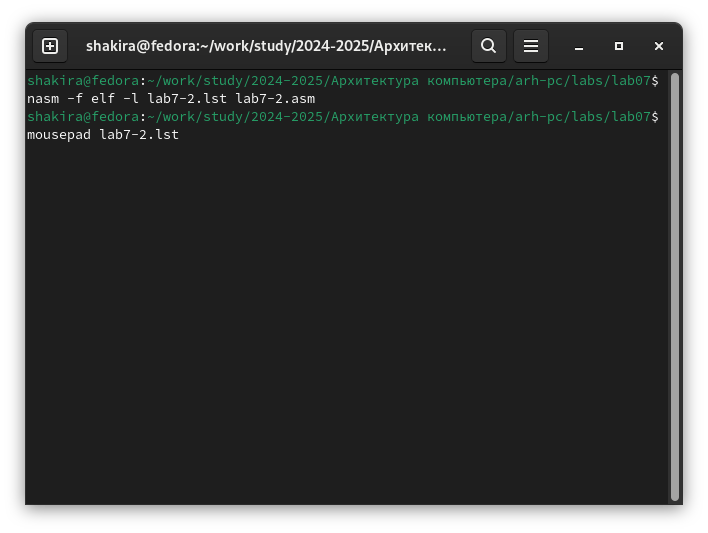 shakira@fedora:~/work/study/2024-2025/Архитек...
shakira@fedora:~/work/study/2024-2025/Архитектура компьютера/arh-pc/labs/lab07$
nasm -f elf -l lab7-2.lst lab7-2.asm
shakira@fedora:~/work/study/2024-2025/Архитектура компьютера/arh-pc/labs/lab07$
mousepad lab7-2.lst